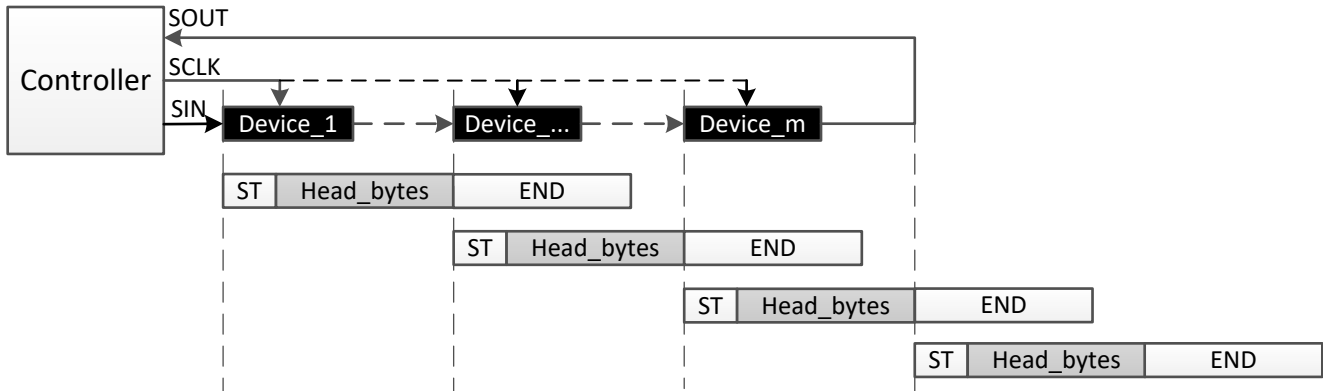 SOUT
Controller
SCLK
SIN
Device_1
Device_...
Device_m
ST Head_bytes END
ST Head_bytes END
ST Head_bytes END
ST Head_bytes END